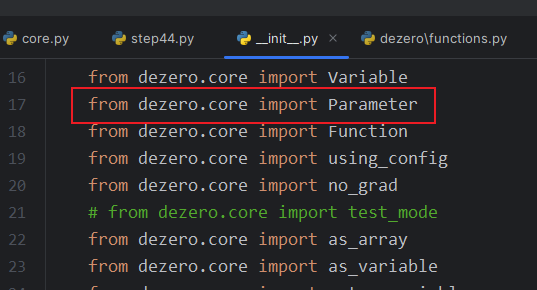 core.py step44.py __init__.py × dezero\functions.py
16 from dezero.core import Variable
17 from dezero.core import Parameter
18 from dezero.core import Function
19 from dezero.core import using_config
20 from dezero.core import no_grad
21 # from dezero.core import test_mode
22 from dezero.core import as_array
23 from dezero.core import as_variable